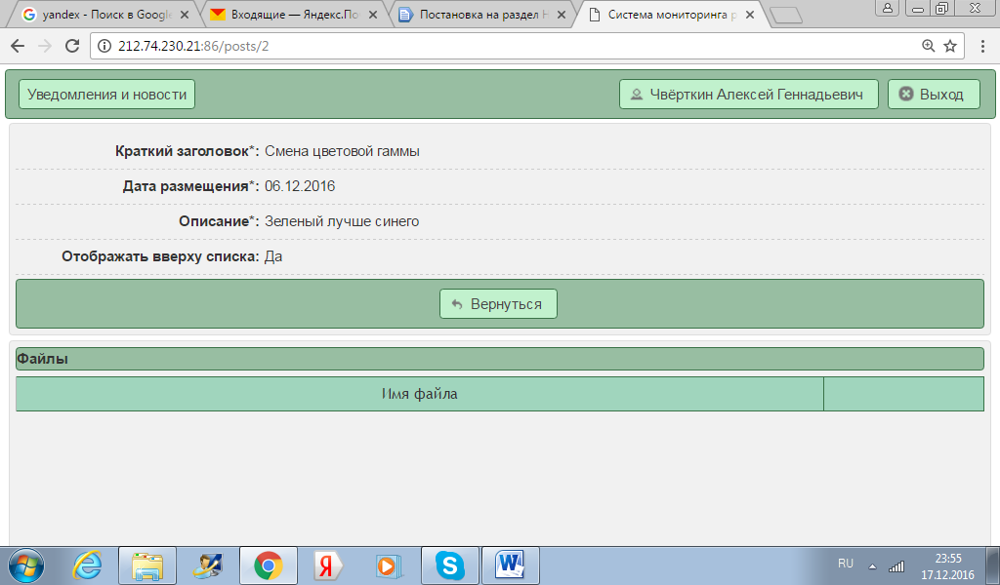 yandex - Поиск в Google
Входящие — Яндекс.По
Постановка на раздел Н
Система мониторинга р
212.74.230.21:86/posts/2
Уведомления и новости
Чвёрткин Алексей Геннадьевич
Выход
Краткий заголовок*: Смена цветовой гаммы
Дата размещения*: 06.12.2016
Описание*: Зеленый лучше синего
Отображать вверху списка: Да
Вернуться
Файлы
Имя файла
RU
23:55
17.12.2016